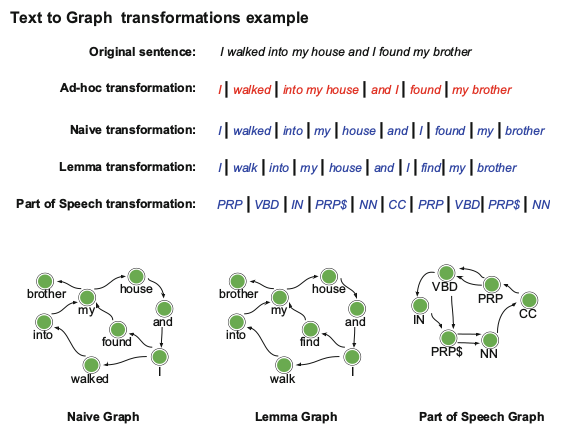 Text to Graph transformations example
Original sentence: I walked into my house and I found my brother
Ad-hoc transformation: I | walked | into my house | and I | found | my brother
Naive transformation: I | walked | into | my | house | and | I | found | my | brother
Lemma transformation: I | walk | into | my | house | and | I | find | my | brother
Part of Speech transformation: PRP | VBD | IN | PRP$ | NN | CC | PRP | VBD | PRP$ | NN
brother
my
house
into
found
and
walked
I
brother
my
house
into
find
and
walk
I
VBD
PRP
IN
CC
PRP$
NN
Naive Graph
Lemma Graph
Part of Speech Graph